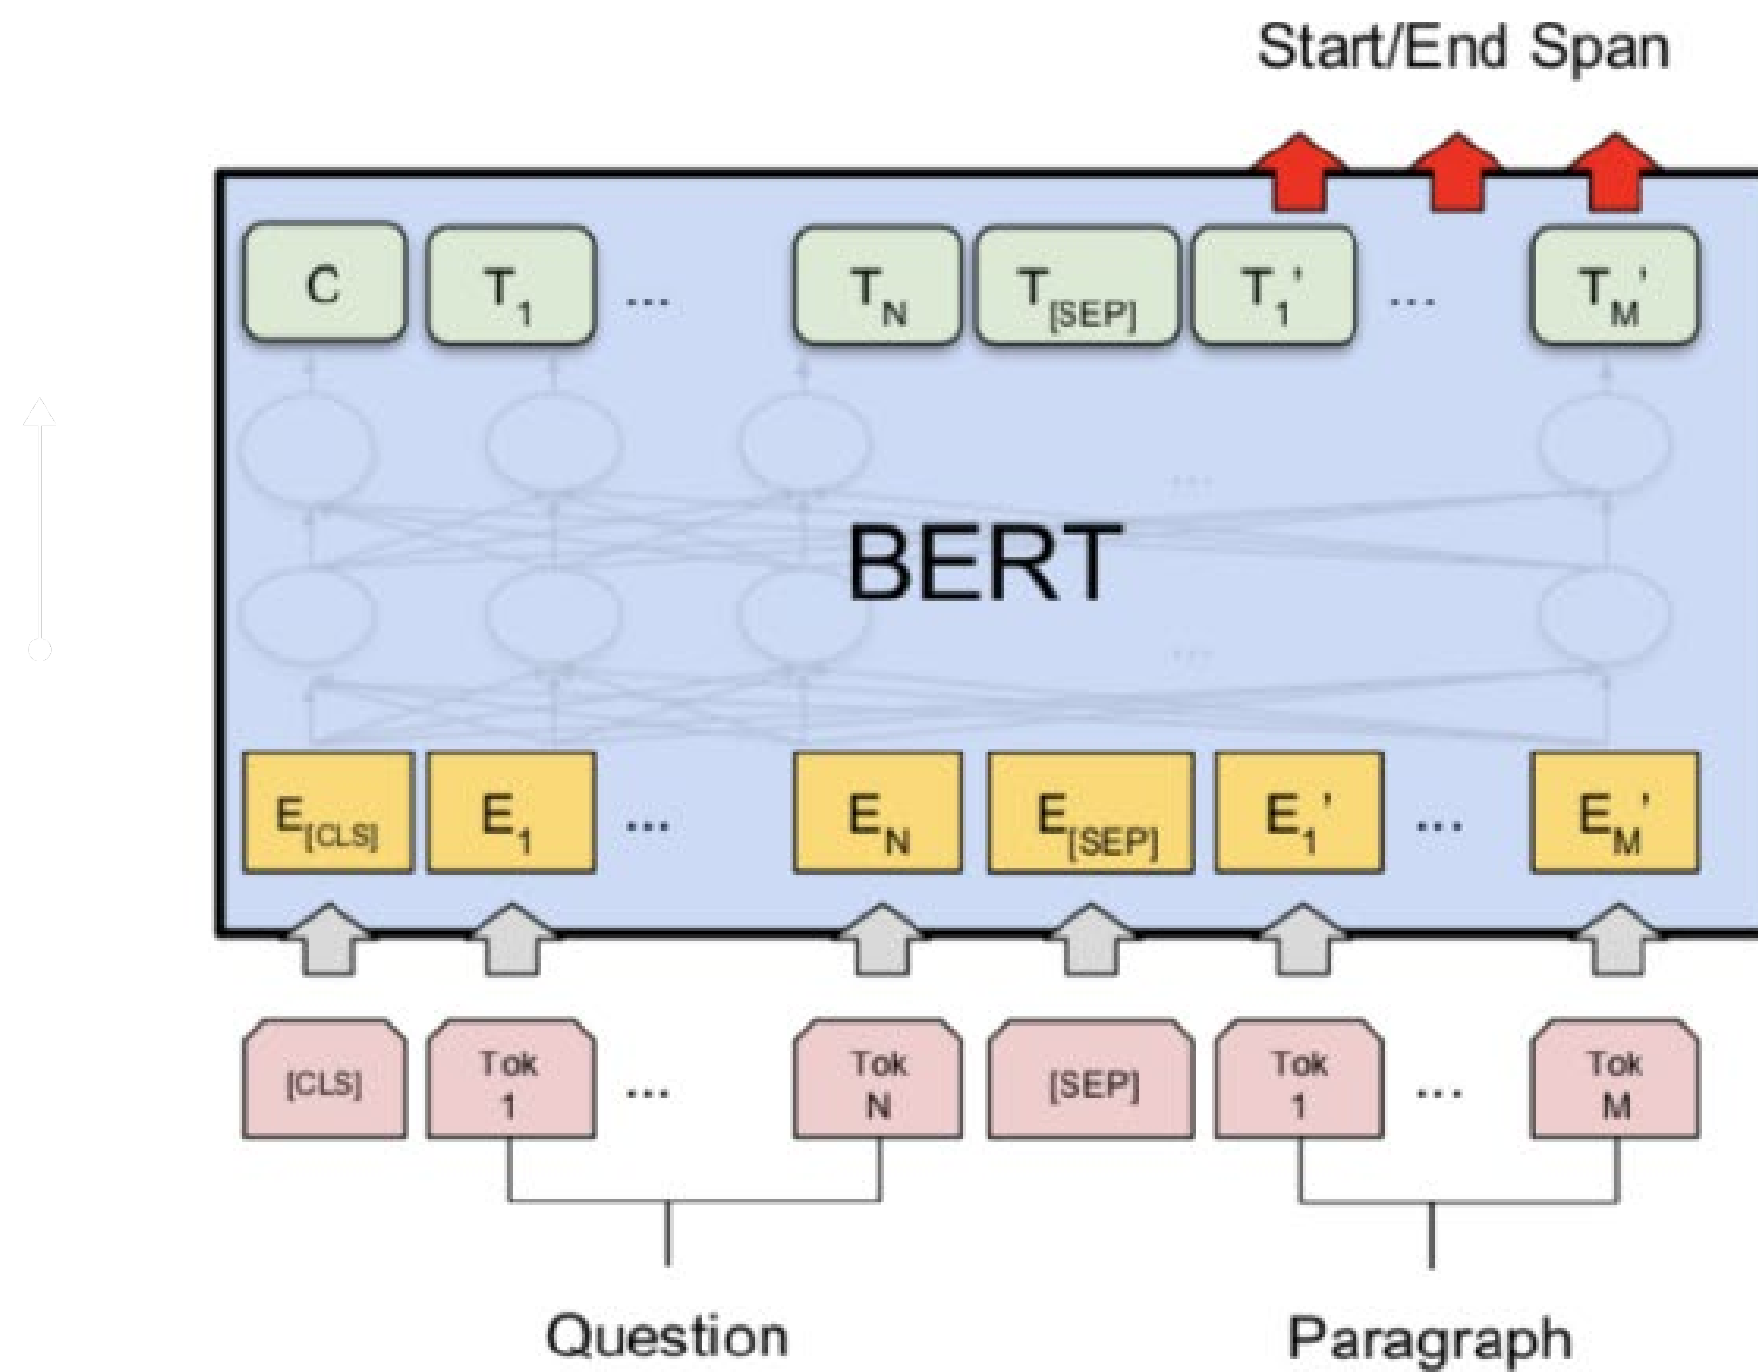 Start/End Span
C T1 ... TN T[SEP] T1' ... TM'
...
BERT
...
E[CLS] E1 ... EN E[SEP] E1' ... EM'
[CLS] Tok 1 ... Tok N [SEP] Tok 1 ... Tok M
Question Paragraph